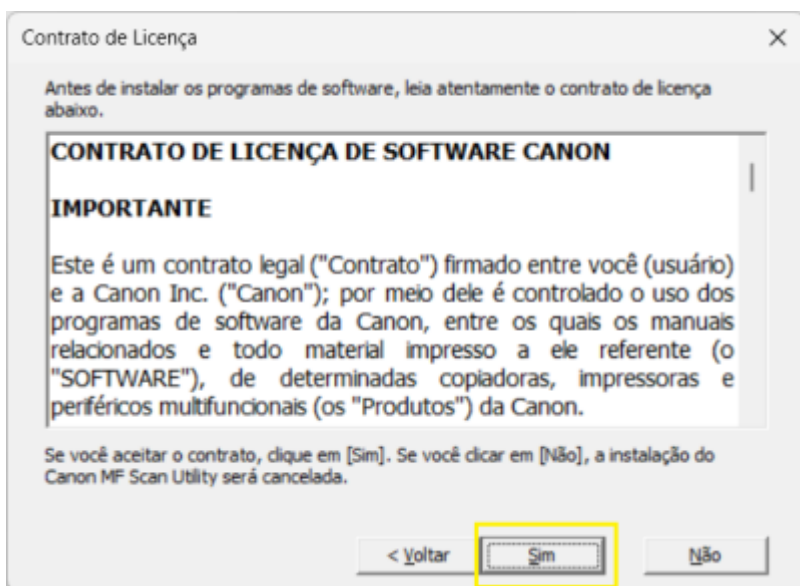 Contrato de Licença
Antes de instalar os programas de software, leia atentamente o contrato de licença
abaixo.
CONTRATO DE LICENÇA DE SOFTWARE CANON
IMPORTANTE
Este é um contrato legal ("Contrato") firmado entre você (usuário)
e a Canon Inc. ("Canon"); por meio dele é controlado o uso dos
programas de software da Canon, entre os quais os manuais
relacionados e todo material impresso a ele referente (o
"SOFTWARE"), de determinadas copiadoras, impressoras e
periféricos multifuncionais (os "Produtos") da Canon.
Se você aceitar o contrato, clique em [Sim]. Se você clicar em [Não], a instalação do
Canon MF Scan Utility será cancelada.
< Voltar
Sim
Não